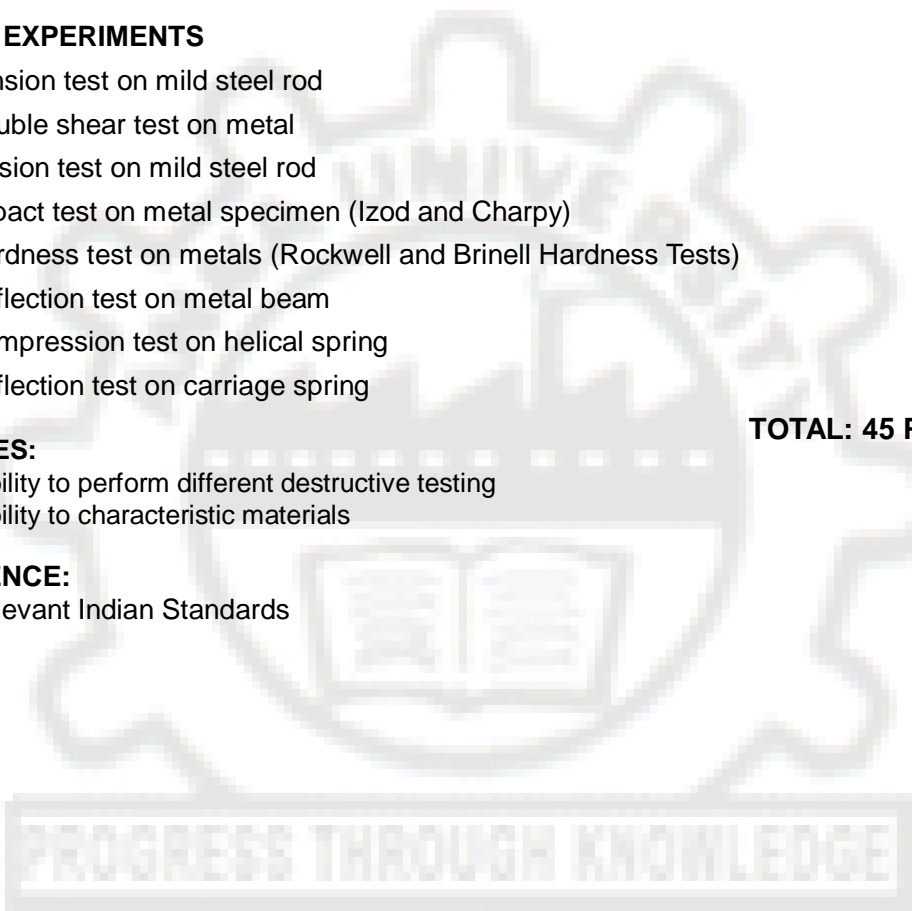 EXPERIMENTS
nsion test on mild steel rod
uble shear test on metal
sion test on mild steel rod
pact test on metal specimen (Izod and Charpy)
rdness test on metals (Rockwell and Brinell Hardness Tests)
flection test on metal beam
mpression test on helical spring
flection test on carriage spring
TOTAL: 45 P
ES:
bility to perform different destructive testing
bility to characteristic materials
ENCE:
levant Indian Standards
PROGRESS THROUGH KNOWLEDGE